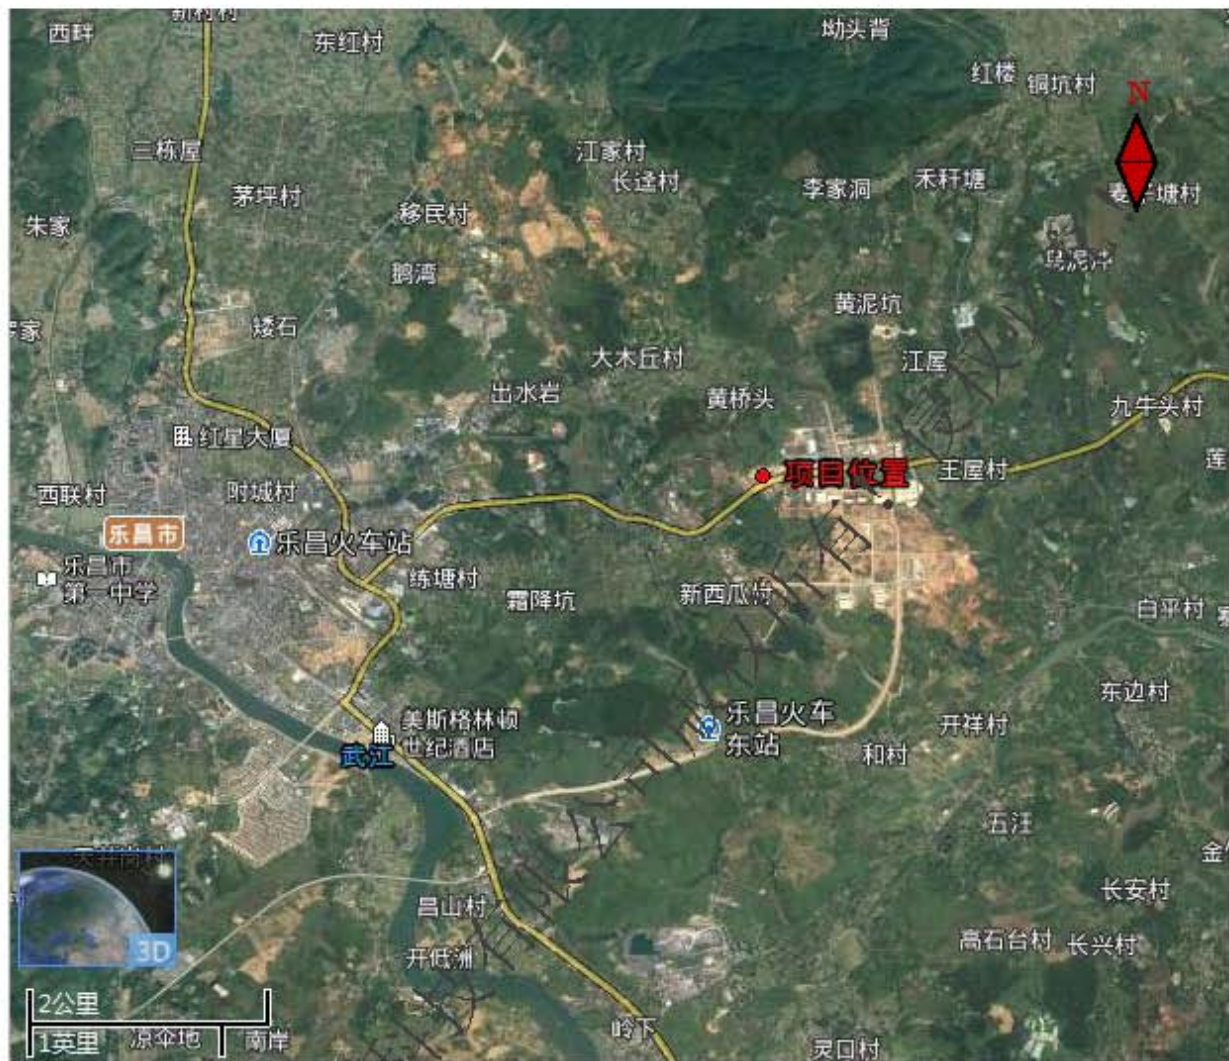 新村村
西畔
东红村
坳头背
红楼
铜坑村
N
三栋屋
江家村
长迳村
茅坪村
李家洞
禾秆塘
移民村
朱家
鹅湾
乌泥冲
黄泥坑
矮石
大木丘村
江屋
出水岩
黄桥头
九牛头村
红星大厦
项目位置
王屋村
莲
西联村
附城村
乐昌市
乐昌火车站
乐昌市
第一中学
练塘村
霜降坑
新西瓜村
白平村
东边村
美斯格林顿
世纪酒店
乐昌火车
东站
开祥村
武江
和村
五汪
长安村
昌山村
3D
高石台村
长兴村
开低洲
2公里
岭下
1英里
凉伞地
南岸
灵口村